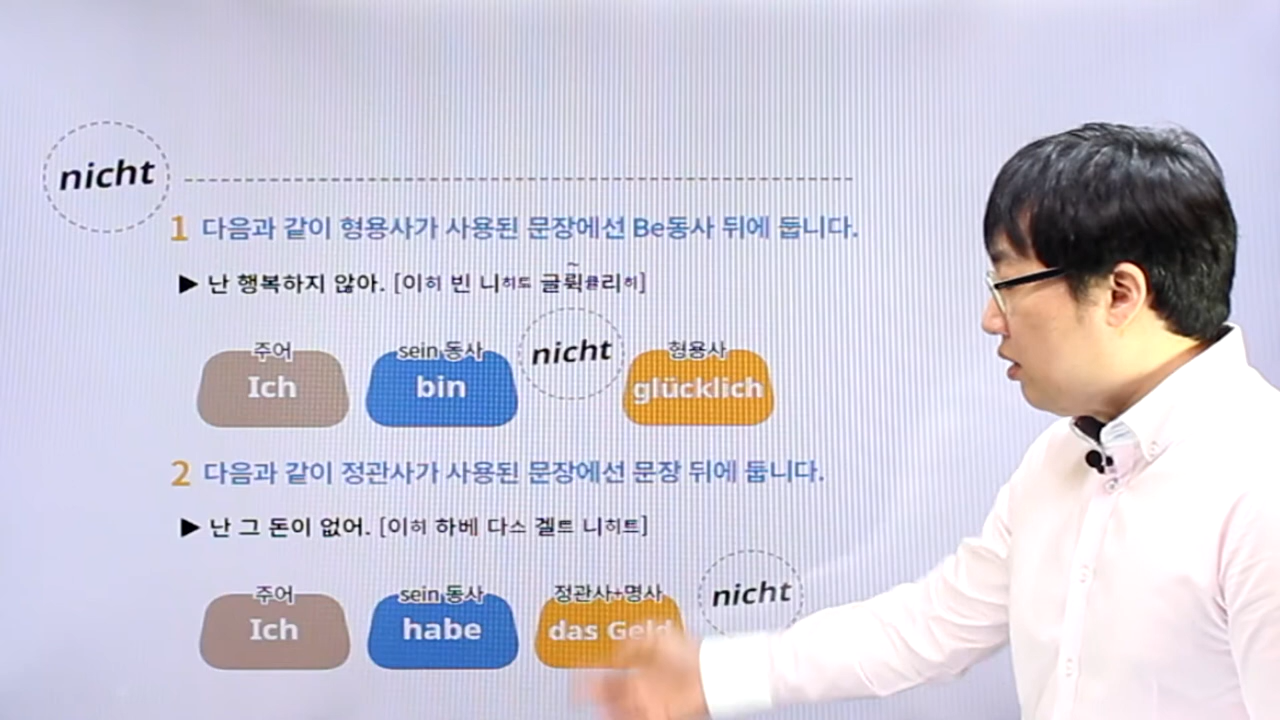 nicht
1 다음과 같이 형용사가 사용된 문장에선 Be동사 뒤에 둡니다.
▶ 난 행복하지 않아. [이히 빈 니히트 글뤽클리히]
주어 sein 동사 nicht 형용사
Ich bin glücklich
2 다음과 같이 정관사가 사용된 문장에선 문장 뒤에 둡니다.
▶ 난 그 돈이 없어. [이히 하베 다스 겔트 니히트]
주어 sein 동사 정관사+명사 nicht
Ich habe das Geld